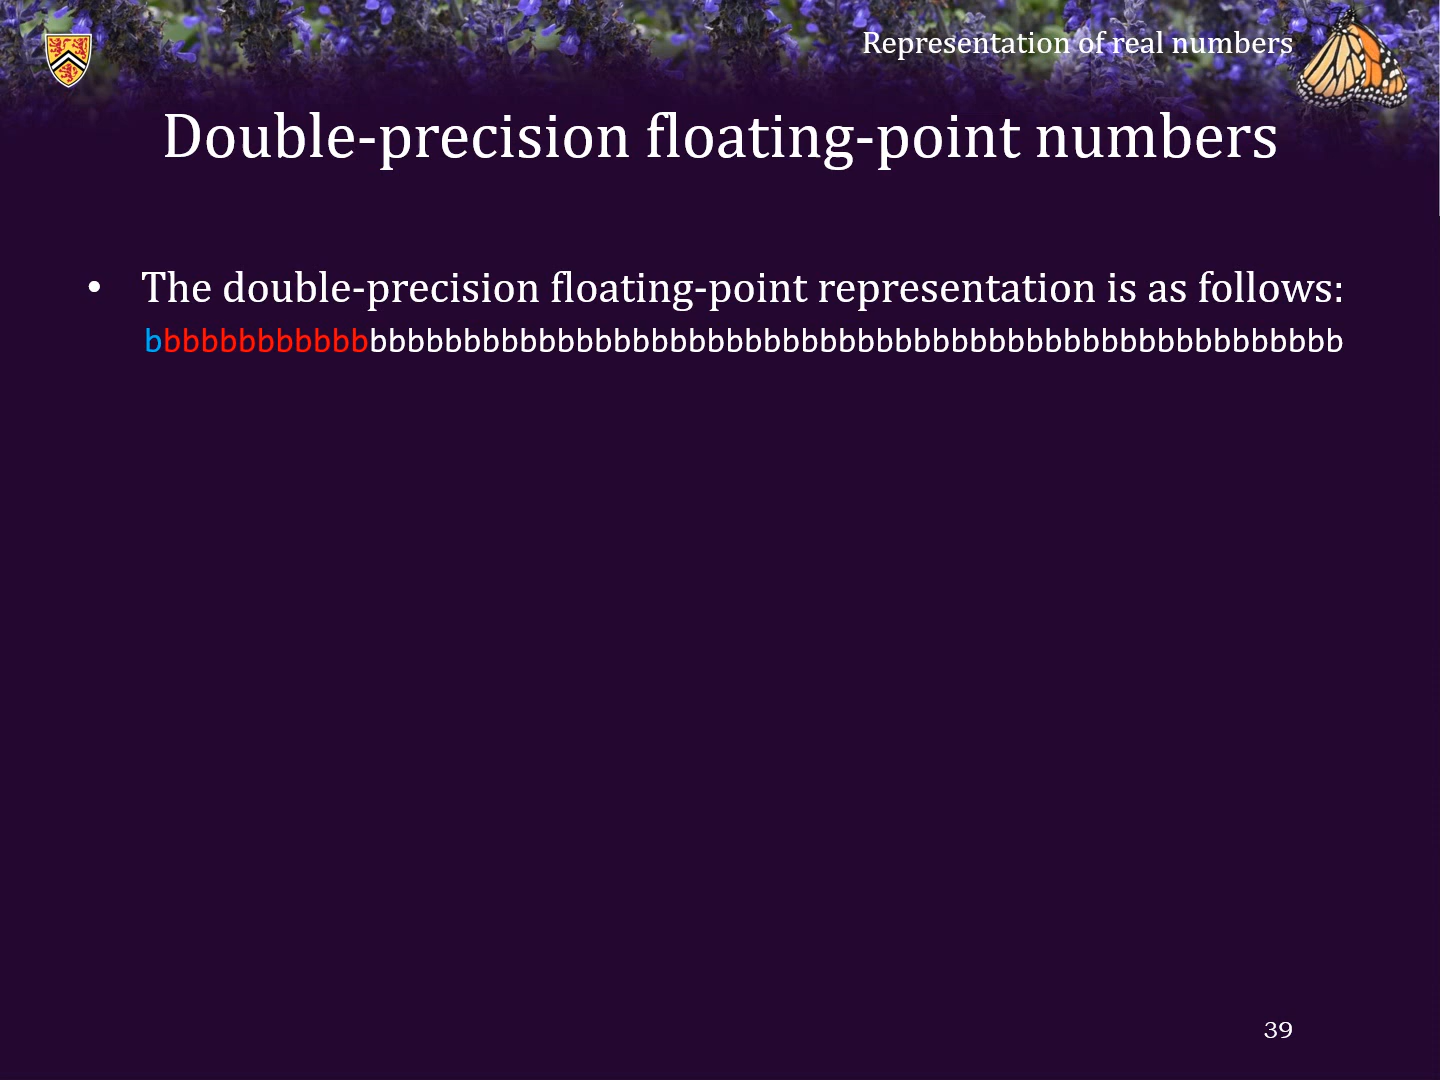 Representation of real numbers
Double-precision floating-point numbers
• The double-precision floating-point representation is as follows:
bbbbbbbbbbbbbbbbbbbbbbbbbbbbbbbbbbbbbbbbbbbbbbbbbbbbbbbbbbbbbbbb
39